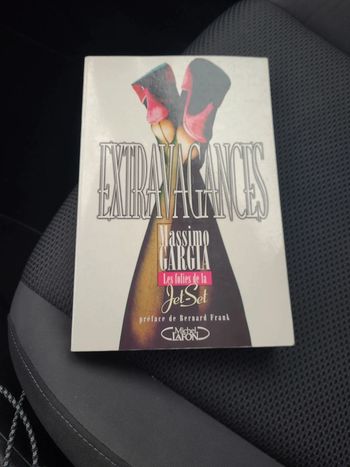 EXTRAVAGANCES
Massimo
GARGIA
Les folies de la
Jet-Set
préface de Bernard Frank
Michel
LAFON